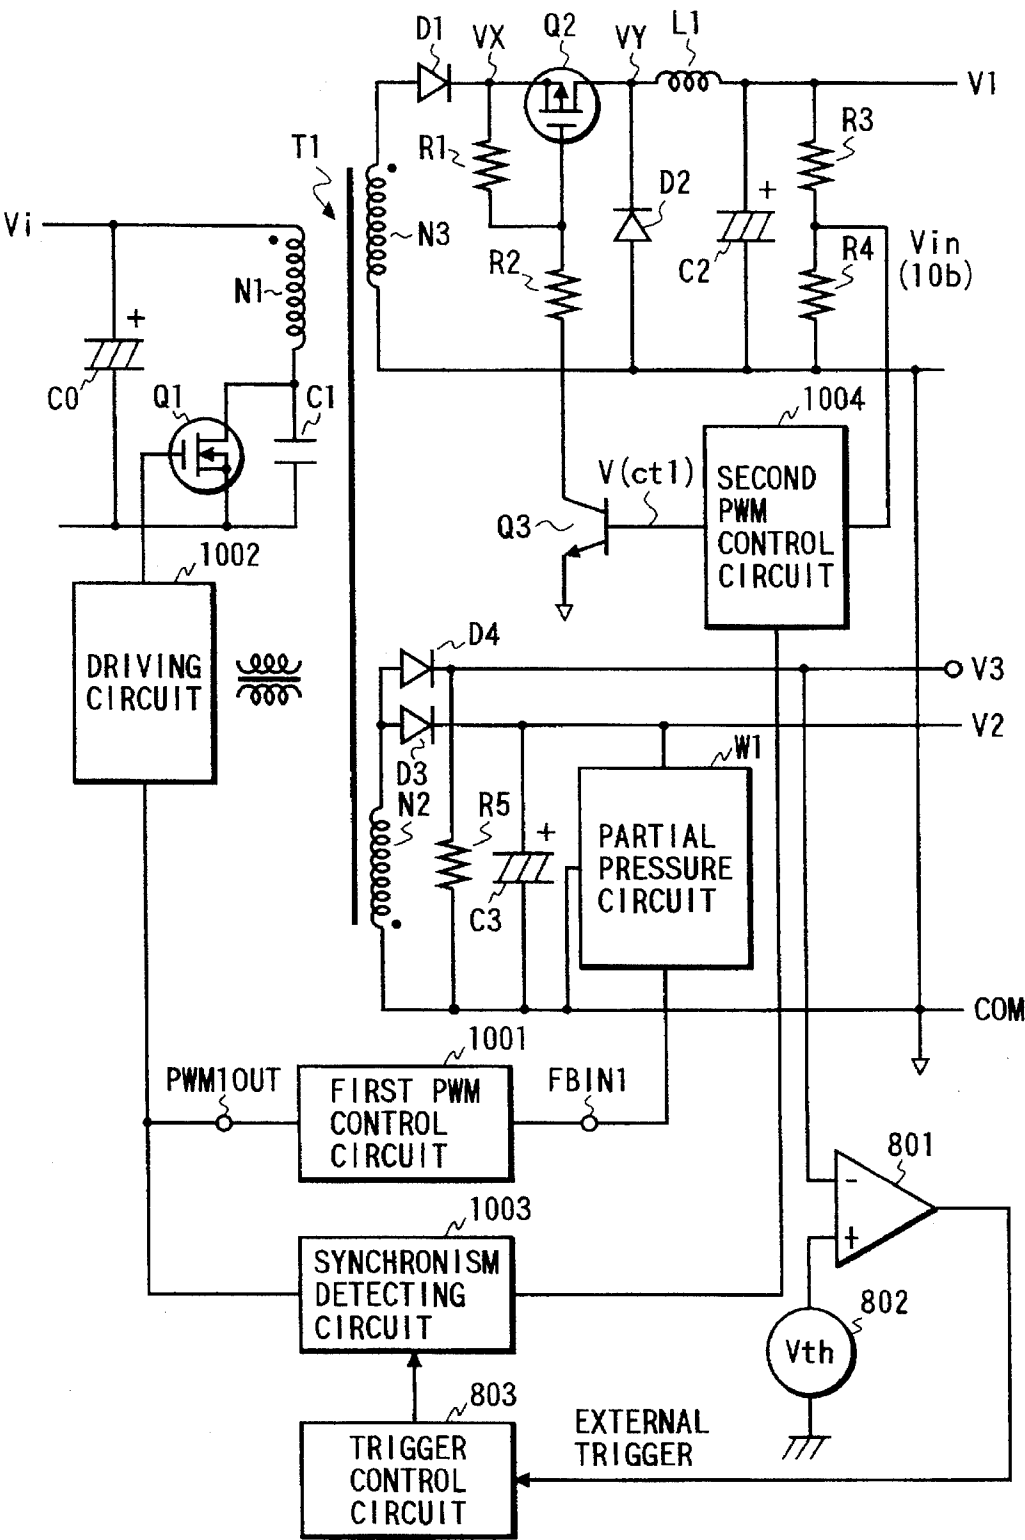 D1
VX
Q2
VY
L1
V1
T1
R1
R3
D2
Vi
N3
N1
R2
C2
R4
Vin
(10b)
+
+
C0
Q1
C1
1004
V(ct1)
SECOND
PWM
CONTROL
CIRCUIT
Q3
1002
DRIVING
CIRCUIT
D4
V3
D3
V2
N2
W1
R5
+
C3
PARTIAL
PRESSURE
CIRCUIT
COM
1001
PWM1OUT
FIRST PWM
CONTROL
CIRCUIT
FBIN1
801
-
+
1003
SYNCHRONISM
DETECTING
CIRCUIT
802
Vth
803
TRIGGER
CONTROL
CIRCUIT
EXTERNAL
TRIGGER